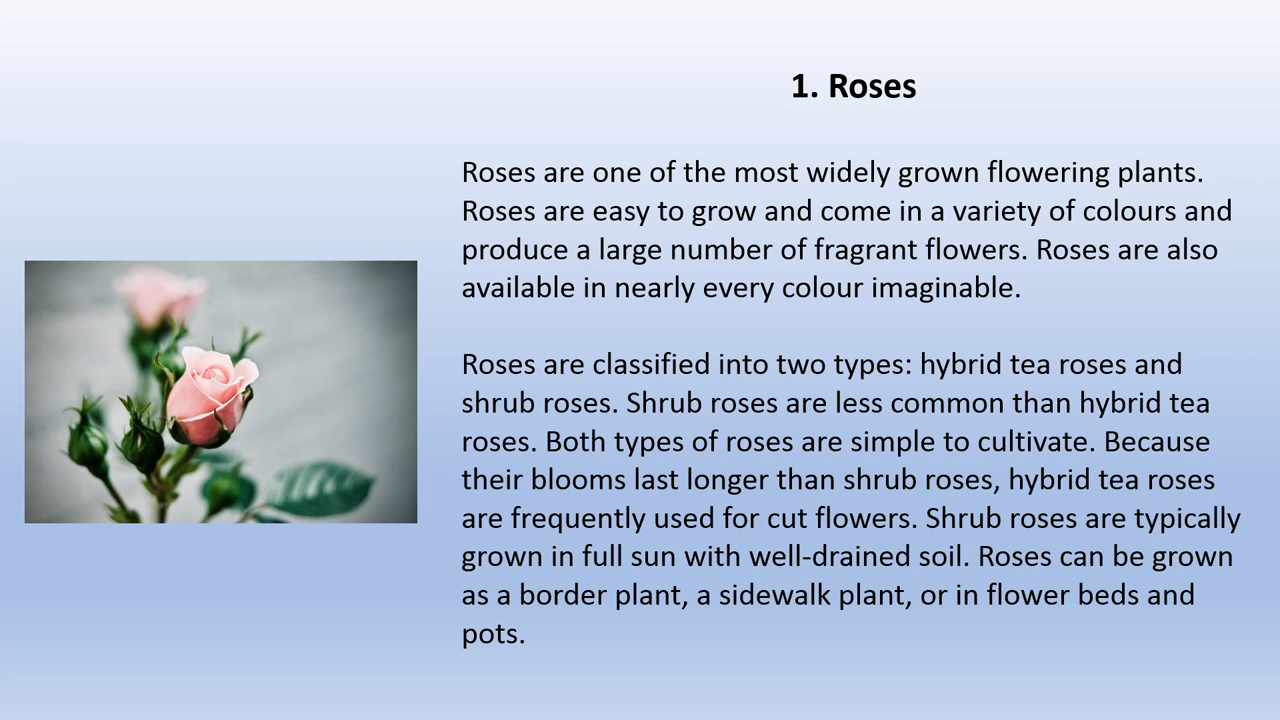 1. Roses
Roses are one of the most widely grown flowering plants.
Roses are easy to grow and come in a variety of colours and
produce a large number of fragrant flowers. Roses are also
available in nearly every colour imaginable.
Roses are classified into two types: hybrid tea roses and
shrub roses. Shrub roses are less common than hybrid tea
roses. Both types of roses are simple to cultivate. Because
their blooms last longer than shrub roses, hybrid tea roses
are frequently used for cut flowers. Shrub roses are typically
grown in full sun with well-drained soil. Roses can be grown
as a border plant, a sidewalk plant, or in flower beds and
pots.